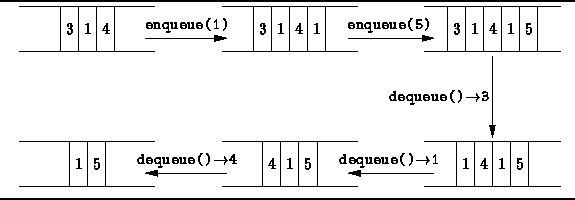 3 1 4 enqueue(1) 3 1 4 1 enqueue(5) 3 1 4 1 5
dequeue()→3
1 5 dequeue()→4 4 1 5 dequeue()→1 1 4 1 5